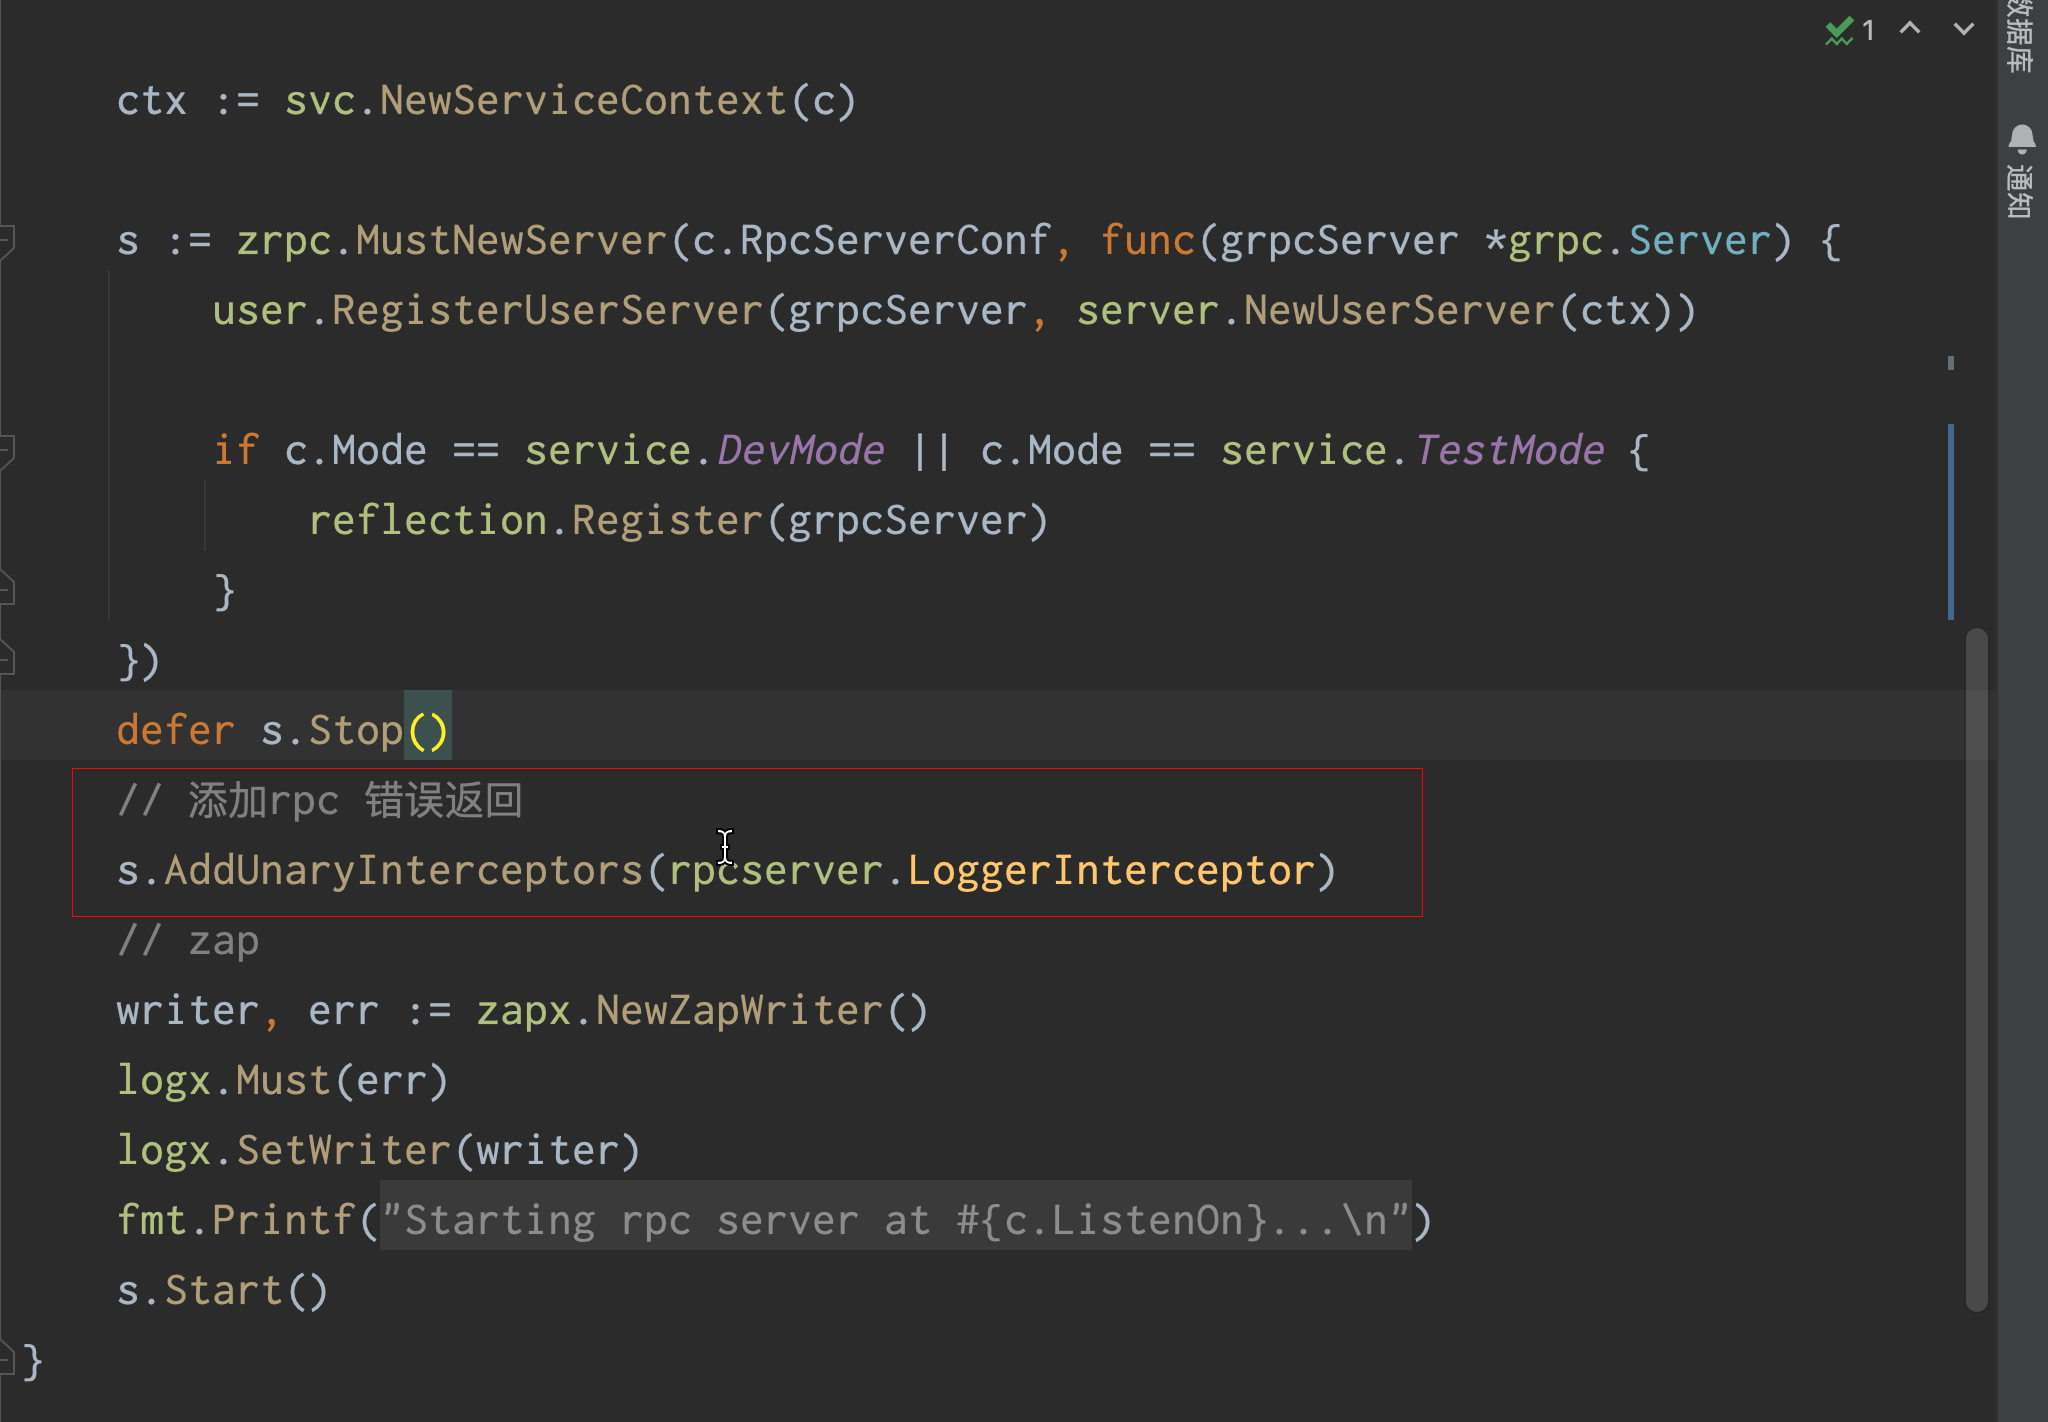 1
数据库
通知
ctx := svc.NewServiceContext(c)
s := zrpc.MustNewServer(c.RpcServerConf, func(grpcServer *grpc.Server) {
user.RegisterUserServer(grpcServer, server.NewUserServer(ctx))
if c.Mode == service.DevMode || c.Mode == service.TestMode {
reflection.Register(grpcServer)
}
})
defer s.Stop()
// 添加rpc 错误返回
s.AddUnaryInterceptors(rpcserver.LoggerInterceptor)
// zap
writer, err := zapx.NewZapWriter()
logx.Must(err)
logx.SetWriter(writer)
fmt.Printf("Starting rpc server at #{c.ListenOn}...\n")
s.Start()
}